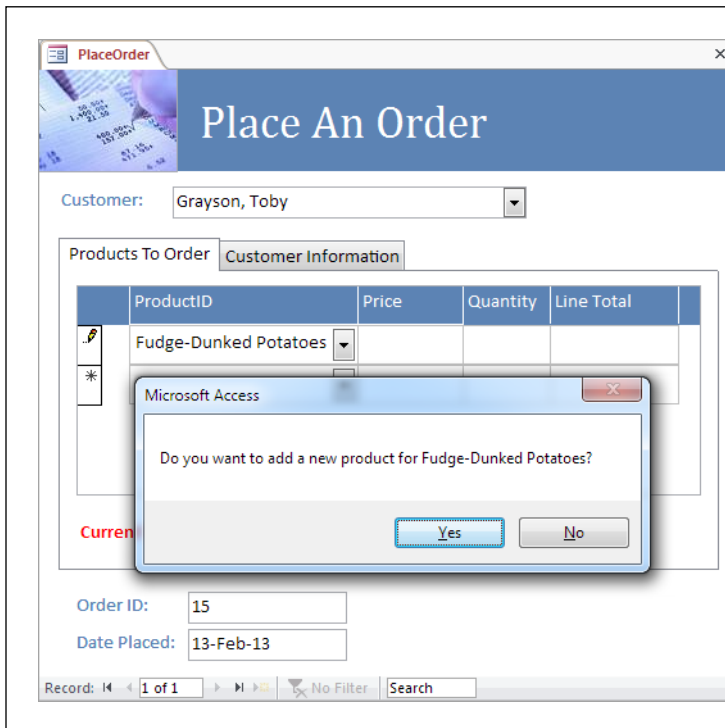 PlaceOrder
Place An Order
Customer: Grayson, Toby
Products To Order Customer Information
ProductID Price Quantity Line Total
Fudge-Dunked Potatoes
Microsoft Access
Do you want to add a new product for Fudge-Dunked Potatoes?
Yes No
Order ID: 15
Date Placed: 13-Feb-13
Record: 1 of 1 No Filter Search